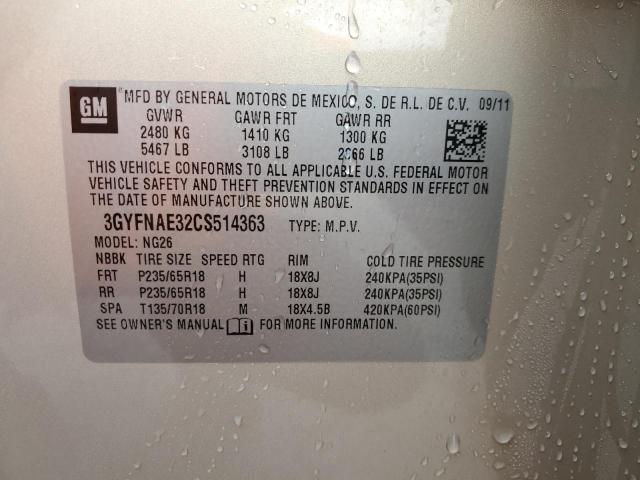 GM
MFD BY GENERAL MOTORS DE MEXICO, S. DE R.L. DE C.V. 09/11
GVWR GAWR FRT GAWR RR
2480 KG 1410 KG 1300 KG
5467 LB 3108 LB 2866 LB
THIS VEHICLE CONFORMS TO ALL APPLICABLE U.S. FEDERAL MOTOR
VEHICLE SAFETY AND THEFT PREVENTION STANDARDS IN EFFECT ON
THE DATE OF MANUFACTURE SHOWN ABOVE.
3GYFNAE32CS514363 TYPE: M.P.V.
MODEL: NG26
NBBK TIRE SIZE SPEED RTG RIM COLD TIRE PRESSURE
FRT P235/65R18 H 18X8J 240KPA(35PSI)
RR P235/65R18 H 18X8J 240KPA(35PSI)
SPA T135/70R18 M 18X4.5B 420KPA(60PSI)
SEE OWNER'S MANUAL FOR MORE INFORMATION.